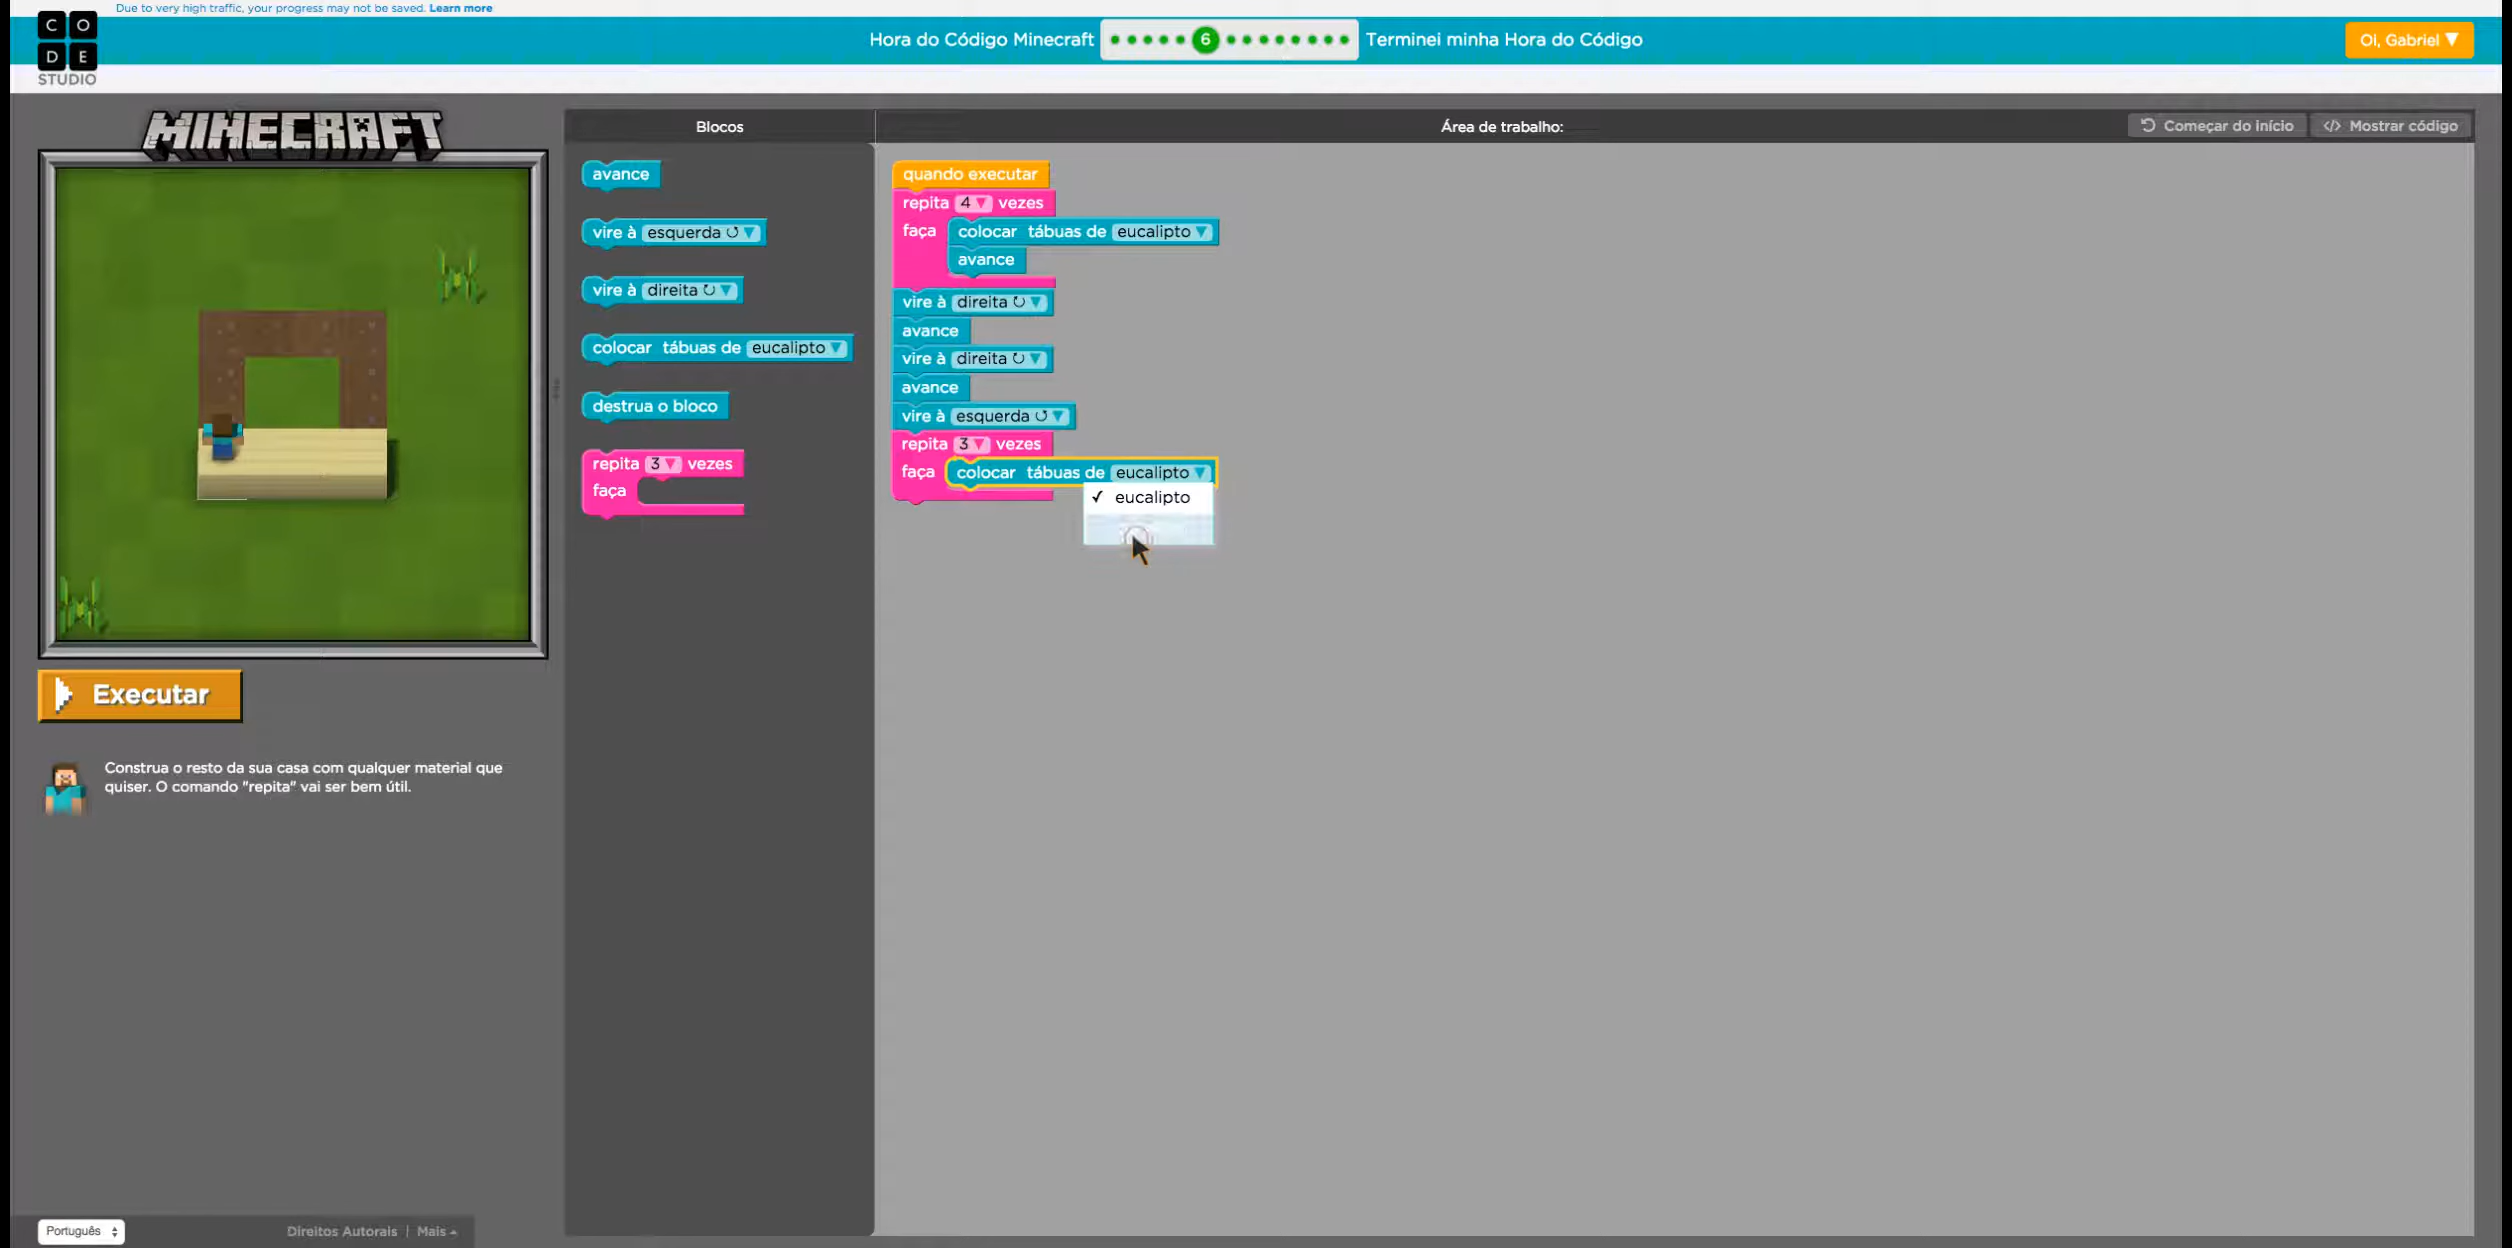 Due to very high traffic, your progress may not be saved. Learn more
C O
D E
STUDIO
Hora do Código Minecraft 6 Terminei minha Hora do Código
OI, Gabriel ▼
MINECRAFT
Executar
Construa o resto da sua casa com qualquer material que
quiser. O comando "repita" vai ser bem útil.
Blocos
avance
vire à esquerda ↺▼
vire à direita ↻▼
colocar tábuas de eucalipto▼
destrua o bloco
repita 3▼ vezes
faça
Área de trabalho:
Começar do início
</> Mostrar código
quando executar
repita 4▼ vezes
faça colocar tábuas de eucalipto▼
avance
vire à direita ↻▼
avance
vire à direita ↻▼
avance
vire à esquerda ↺▼
repita 3▼ vezes
faça colocar tábuas de eucalipto▼
✓ eucalipto
Português
Direitos Autorais | Mais